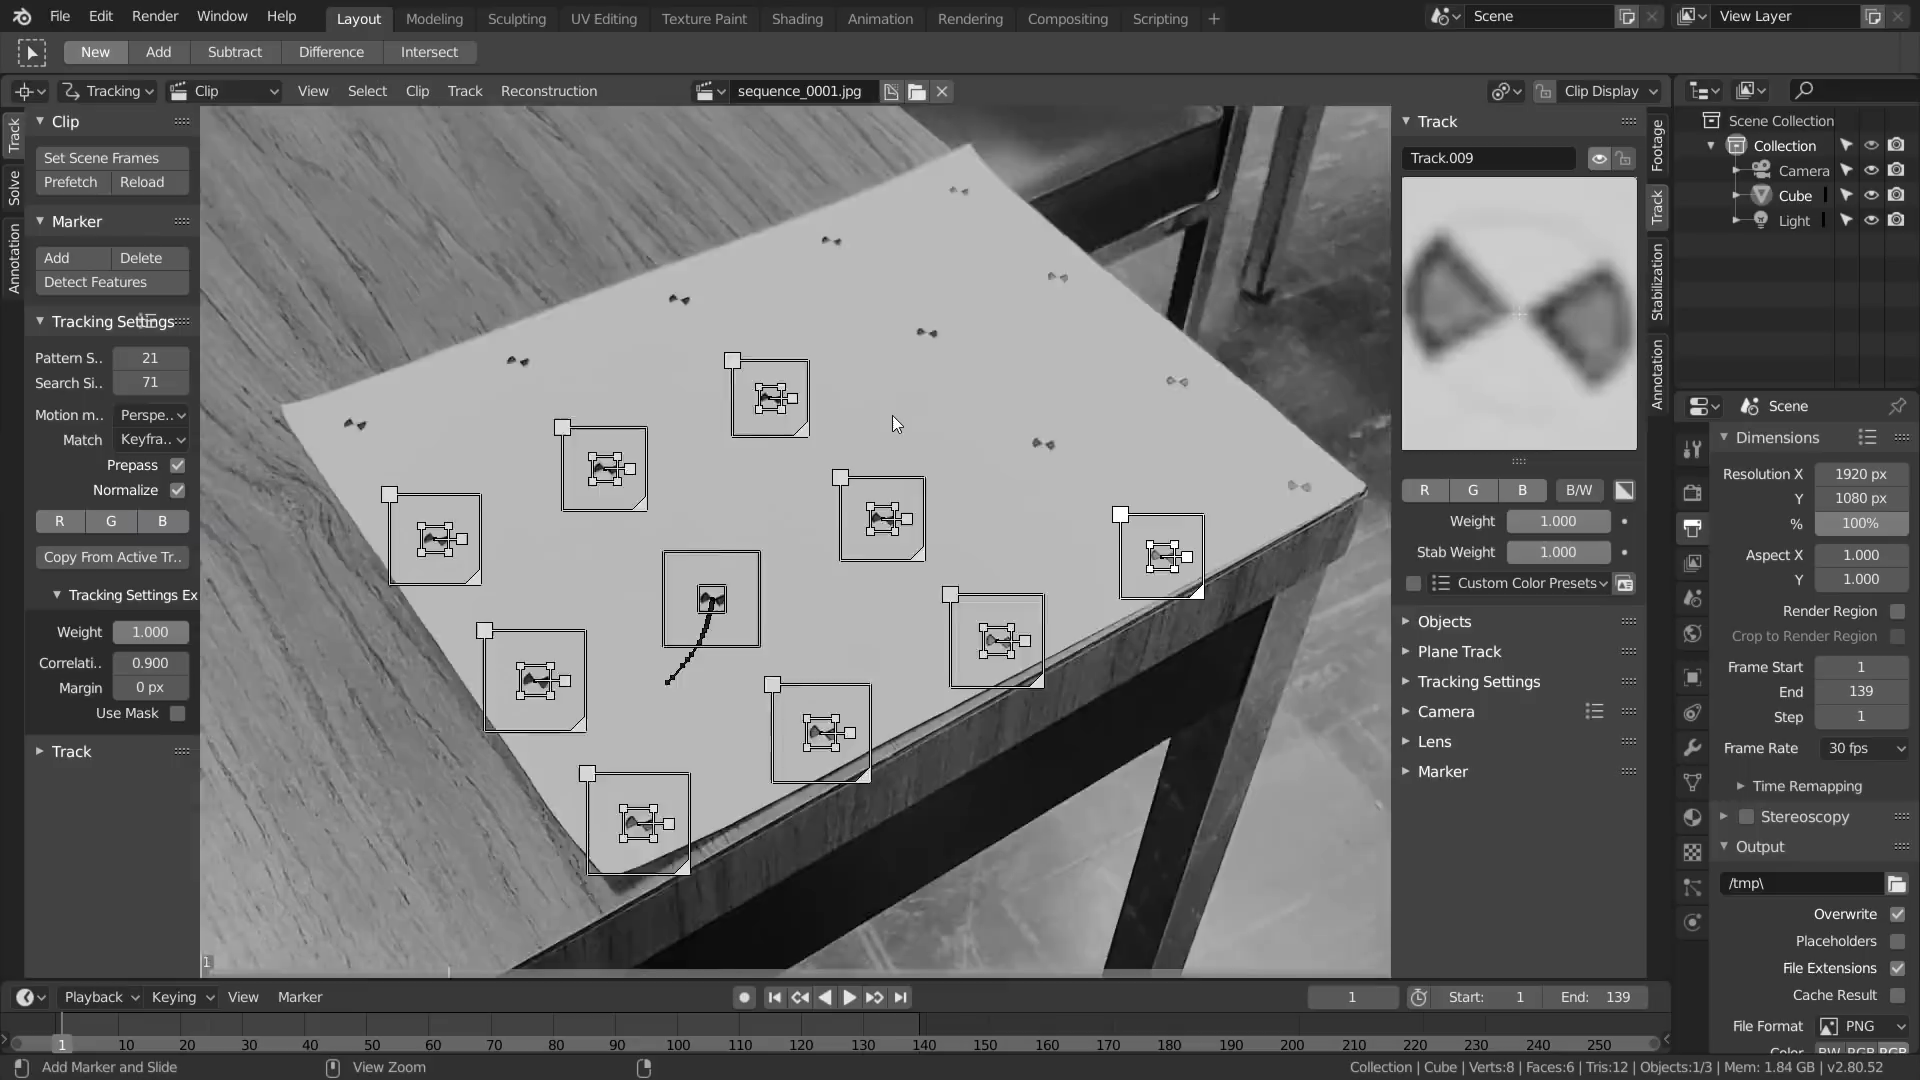 File Edit Render Window Help
Layout Modeling Sculpting UV Editing Texture Paint Shading Animation Rendering Compositing Scripting +
Scene
View Layer
New Add Subtract Difference Intersect
Tracking Clip View Select Clip Track Reconstruction
sequence_0001.jpg
Clip Display
Track
Solve
Annotation
Clip
Set Scene Frames
Prefetch Reload
Marker
Add Delete
Detect Features
Tracking Settings
Pattern S.. 21
Search Si.. 71
Motion m.. Perspe..
Match Keyfra..
Prepass
Normalize
R G B
Copy From Active Tr..
Tracking Settings Ex
Weight 1.000
Correlati.. 0.900
Margin 0 px
Use Mask
Track
1
Track
Track.009
R G B B/W
Weight 1.000
Stab Weight 1.000
Custom Color Presets
Objects
Plane Track
Tracking Settings
Camera
Lens
Marker
Footage
Track
Stabilization
Annotation
Scene Collection
Collection
Camera
Cube
Light
Scene
Dimensions
Resolution X 1920 px
Y 1080 px
% 100%
Aspect X 1.000
Y 1.000
Render Region
Crop to Render Region
Frame Start 1
End 139
Step 1
Frame Rate 30 fps
Time Remapping
Stereoscopy
Output
/tmp\
Overwrite
Placeholders
File Extensions
Cache Result
File Format PNG
Color BW RGB RGB
Playback Keying View Marker
1 Start: 1 End: 139
1 10 20 30 40 50 60 70 80 90 100 110 120 130 140 150 160 170 180 190 200 210 220 230 240 250
Add Marker and Slide View Zoom
Collection | Cube | Verts:8 | Faces:6 | Tris:12 | Objects:1/3 | Mem: 1.84 GB | v2.80.52